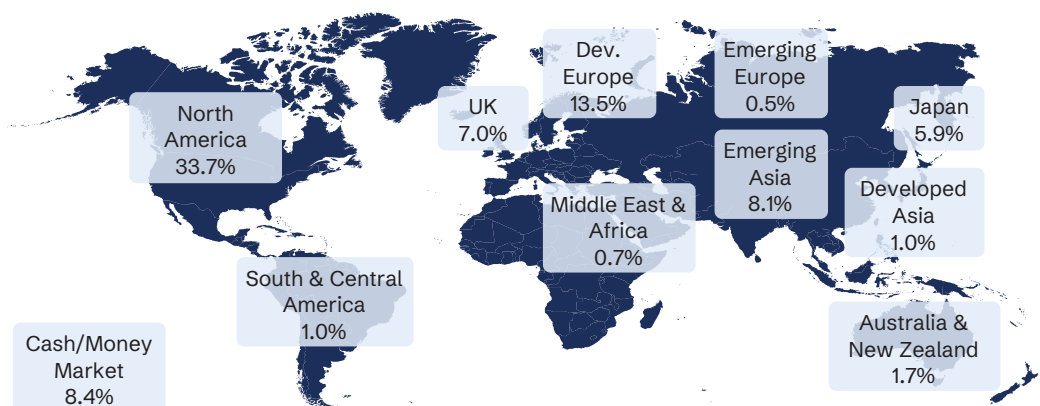 Dev.
Europe
13.5%
Emerging
Europe
0.5%
North
America
33.7%
UK
7.0%
Japan
5.9%
Emerging
Asia
8.1%
Developed
Asia
1.0%
Middle East &
Africa
0.7%
South & Central
America
1.0%
Australia &
New Zealand
1.7%
Cash/Money
Market
8.4%